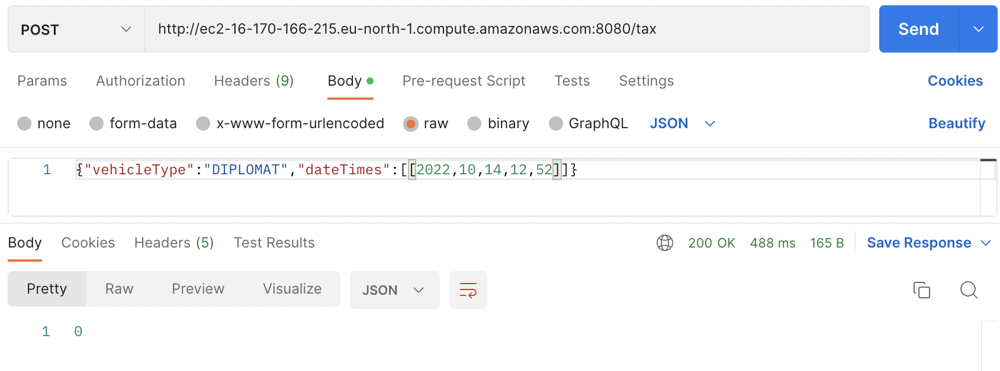 POST http://ec2-16-170-166-215.eu-north-1.compute.amazonaws.com:8080/tax Send
Params Authorization Headers (9) Body Pre-request Script Tests Settings Cookies
none form-data x-www-form-urlencoded raw binary GraphQL JSON Beautify
1 {"vehicleType":"DIPLOMAT","dateTimes":[[2022,10,14,12,52]]}
Body Cookies Headers (5) Test Results 200 OK 488 ms 165 B Save Response
Pretty Raw Preview Visualize JSON
1 0